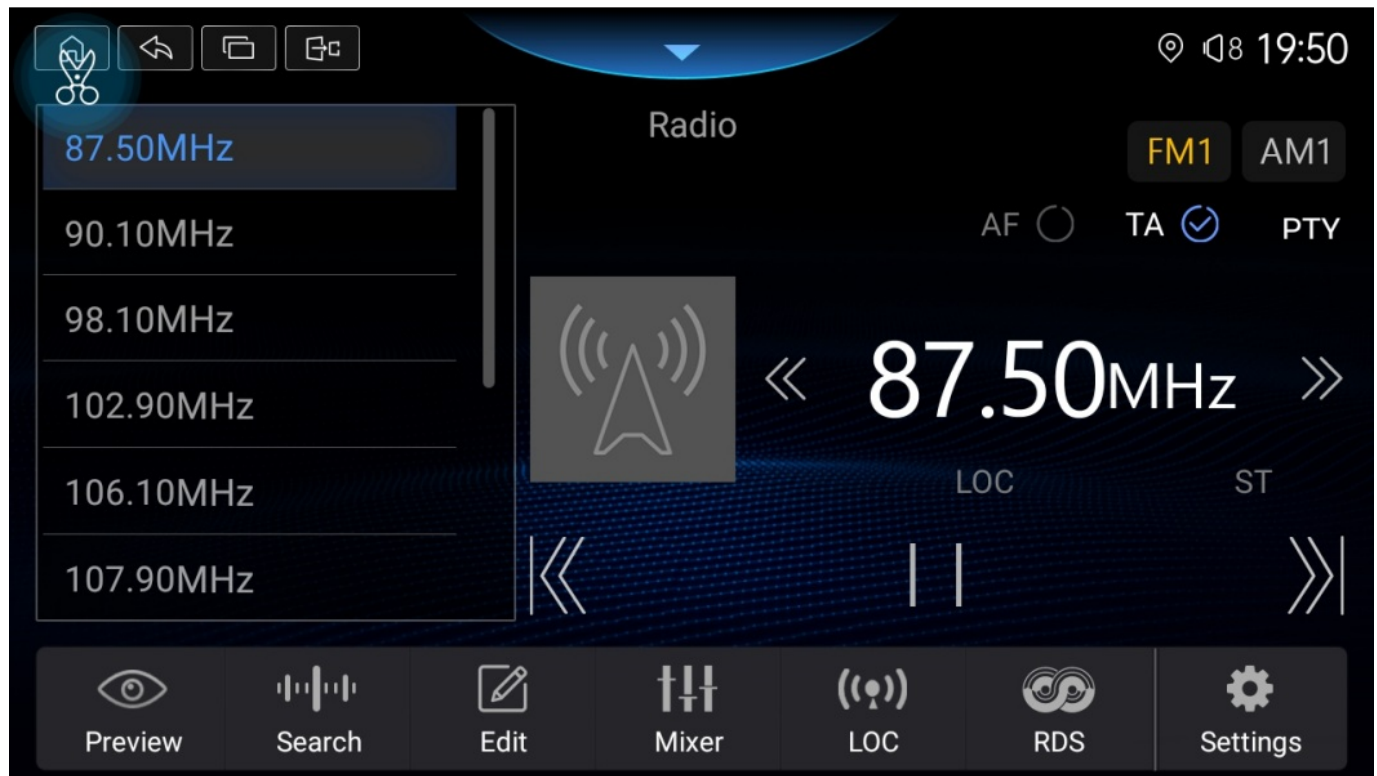 8 19:50
Radio
FM1 AM1
AF TA PTY
87.50MHz
90.10MHz
98.10MHz
102.90MHz
106.10MHz
107.90MHz
87.50MHz
LOC ST
Preview Search Edit Mixer LOC RDS Settings